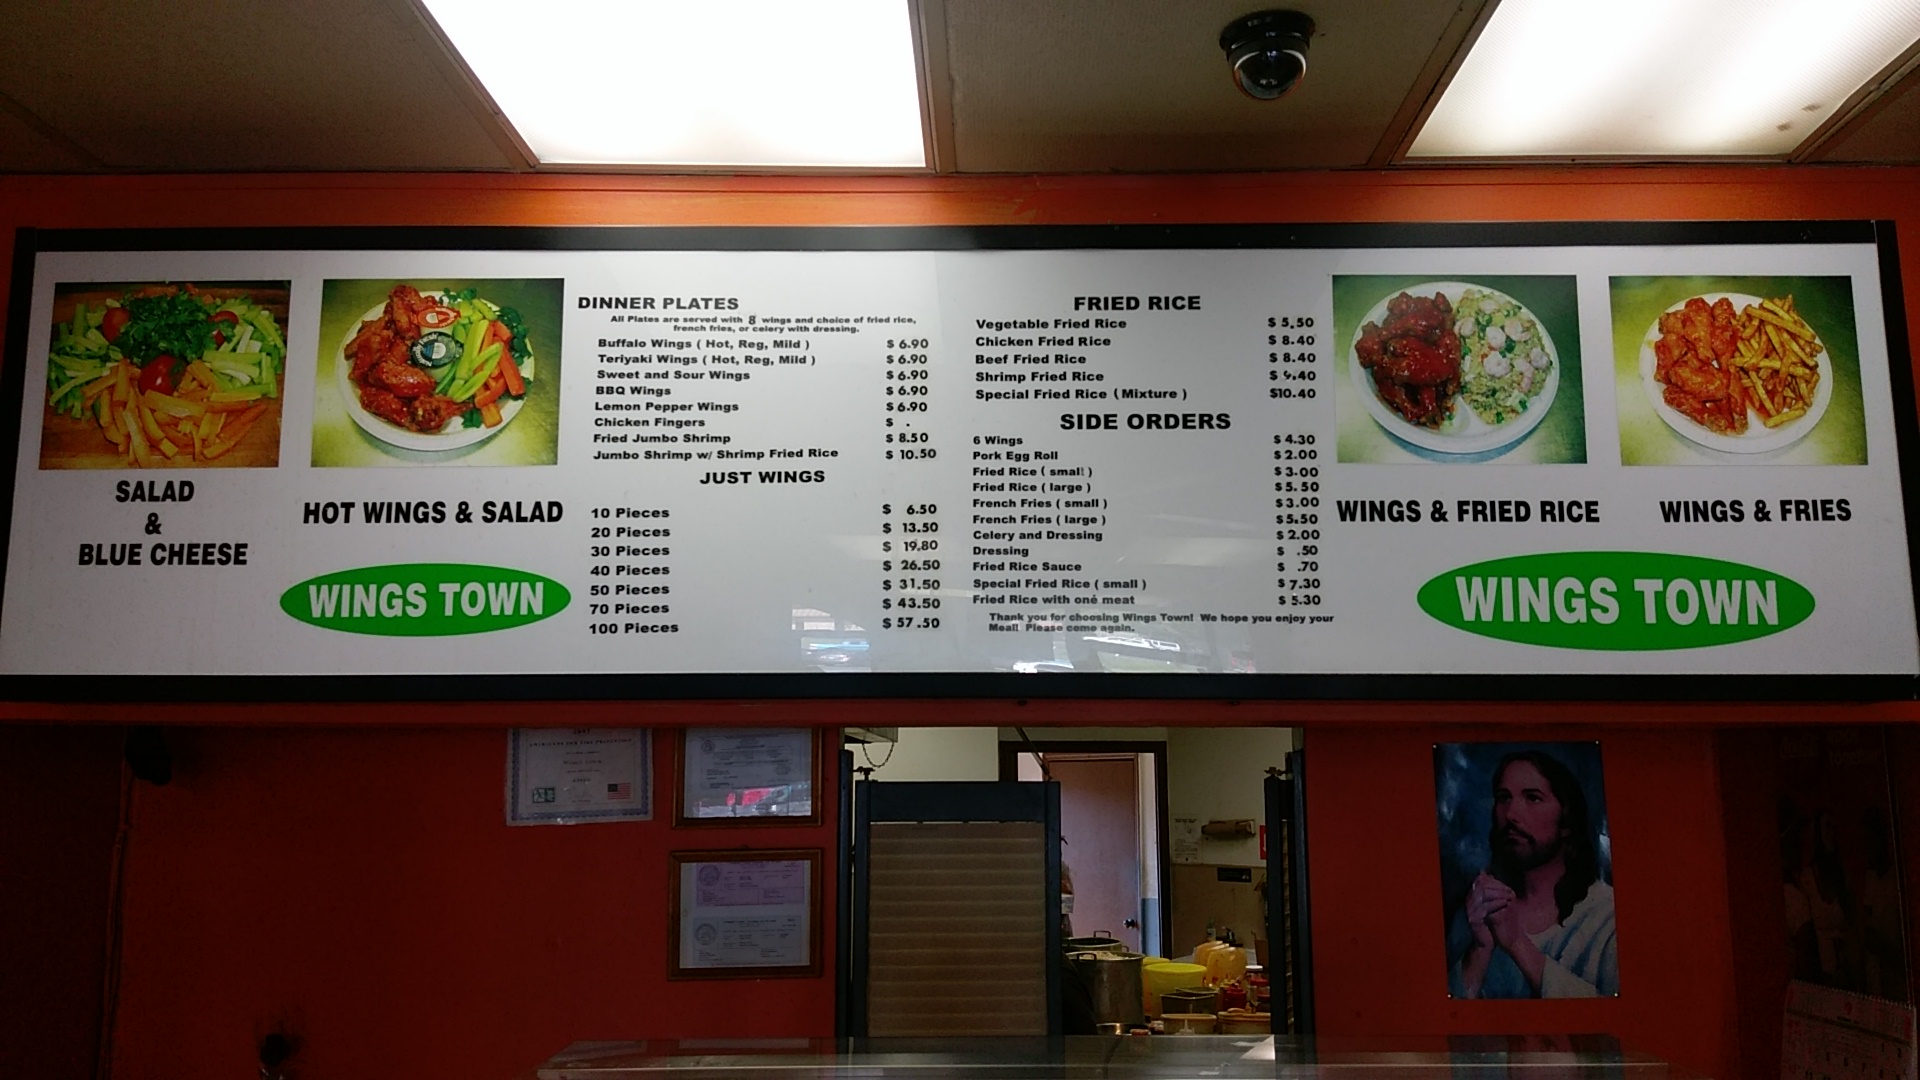 SALAD
&
BLUE CHEESE
HOT WINGS & SALAD
WINGS TOWN
DINNER PLATES
All Plates are served with 8 wings and choice of fried rice,
french fries, or celery with dressing.
Buffalo Wings ( Hot, Reg, Mild ) $ 6.90
Teriyaki Wings ( Hot, Reg, Mild ) $ 6.90
Sweet and Sour Wings $ 6.90
BBQ Wings $ 6.90
Lemon Pepper Wings $ 6.90
Chicken Fingers $ .
Fried Jumbo Shrimp $ 8.50
Jumbo Shrimp w/ Shrimp Fried Rice $ 10.50
JUST WINGS
10 Pieces $ 6.50
20 Pieces $ 13.50
30 Pieces $ 19.80
40 Pieces $ 26.50
50 Pieces $ 31.50
70 Pieces $ 43.50
100 Pieces $ 57.50
FRIED RICE
Vegetable Fried Rice $ 5.50
Chicken Fried Rice $ 8.40
Beef Fried Rice $ 8.40
Shrimp Fried Rice $ 9.40
Special Fried Rice ( Mixture ) $10.40
SIDE ORDERS
6 Wings $ 4.30
Pork Egg Roll $ 2.00
Fried Rice ( small ) $ 3.00
Fried Rice ( large ) $ 5.50
French Fries ( small ) $ 3.00
French Fries ( large ) $ 5.50
Celery and Dressing $ 2.00
Dressing $ .50
Fried Rice Sauce $ .70
Special Fried Rice ( small ) $ 7.30
Fried Rice with one meat $ 5.30
Thank you for choosing Wings Town! We hope you enjoy your
Meal! Please come again.
WINGS & FRIED RICE
WINGS & FRIES
WINGS TOWN